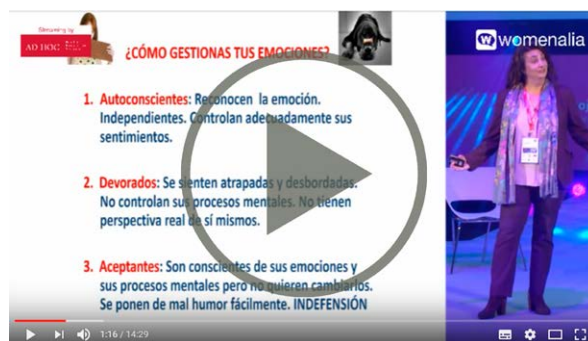 AD HOC
¿CÓMO GESTIONAS TUS EMOCIONES?
womenalia
1. Autoconscientes: Reconocen la emoción.
Independientes. Controlan adecuadamente sus
sentimientos.
2. Devorados: Se sienten atrapadas y desbordadas.
No controlan sus procesos mentales. No tienen
perspectiva real de sí mismos.
3. Aceptantes: Son conscientes de sus emociones y
sus procesos mentales pero no quieren cambiarlos.
Se ponen de mal humor fácilmente. INDEFENSIÓN
1:16 / 14:29